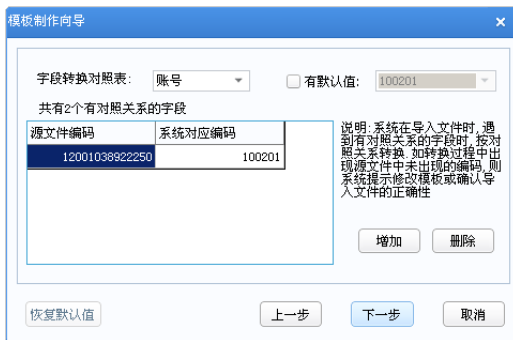 模板制作向导
字段转换对照表: 账号 有默认值: 100201
共有2个有对照关系的字段
源文件编码 系统对应编码
12001038922250 100201
说明:系统在导入文件时,遇
到有对照关系的字段时,按对
照关系转换.如转换过程中出
现源文件中未出现的编码,则
系统提示修改模板或确认导
入文件的正确性
增加 删除
恢复默认值 上一步 下一步 取消